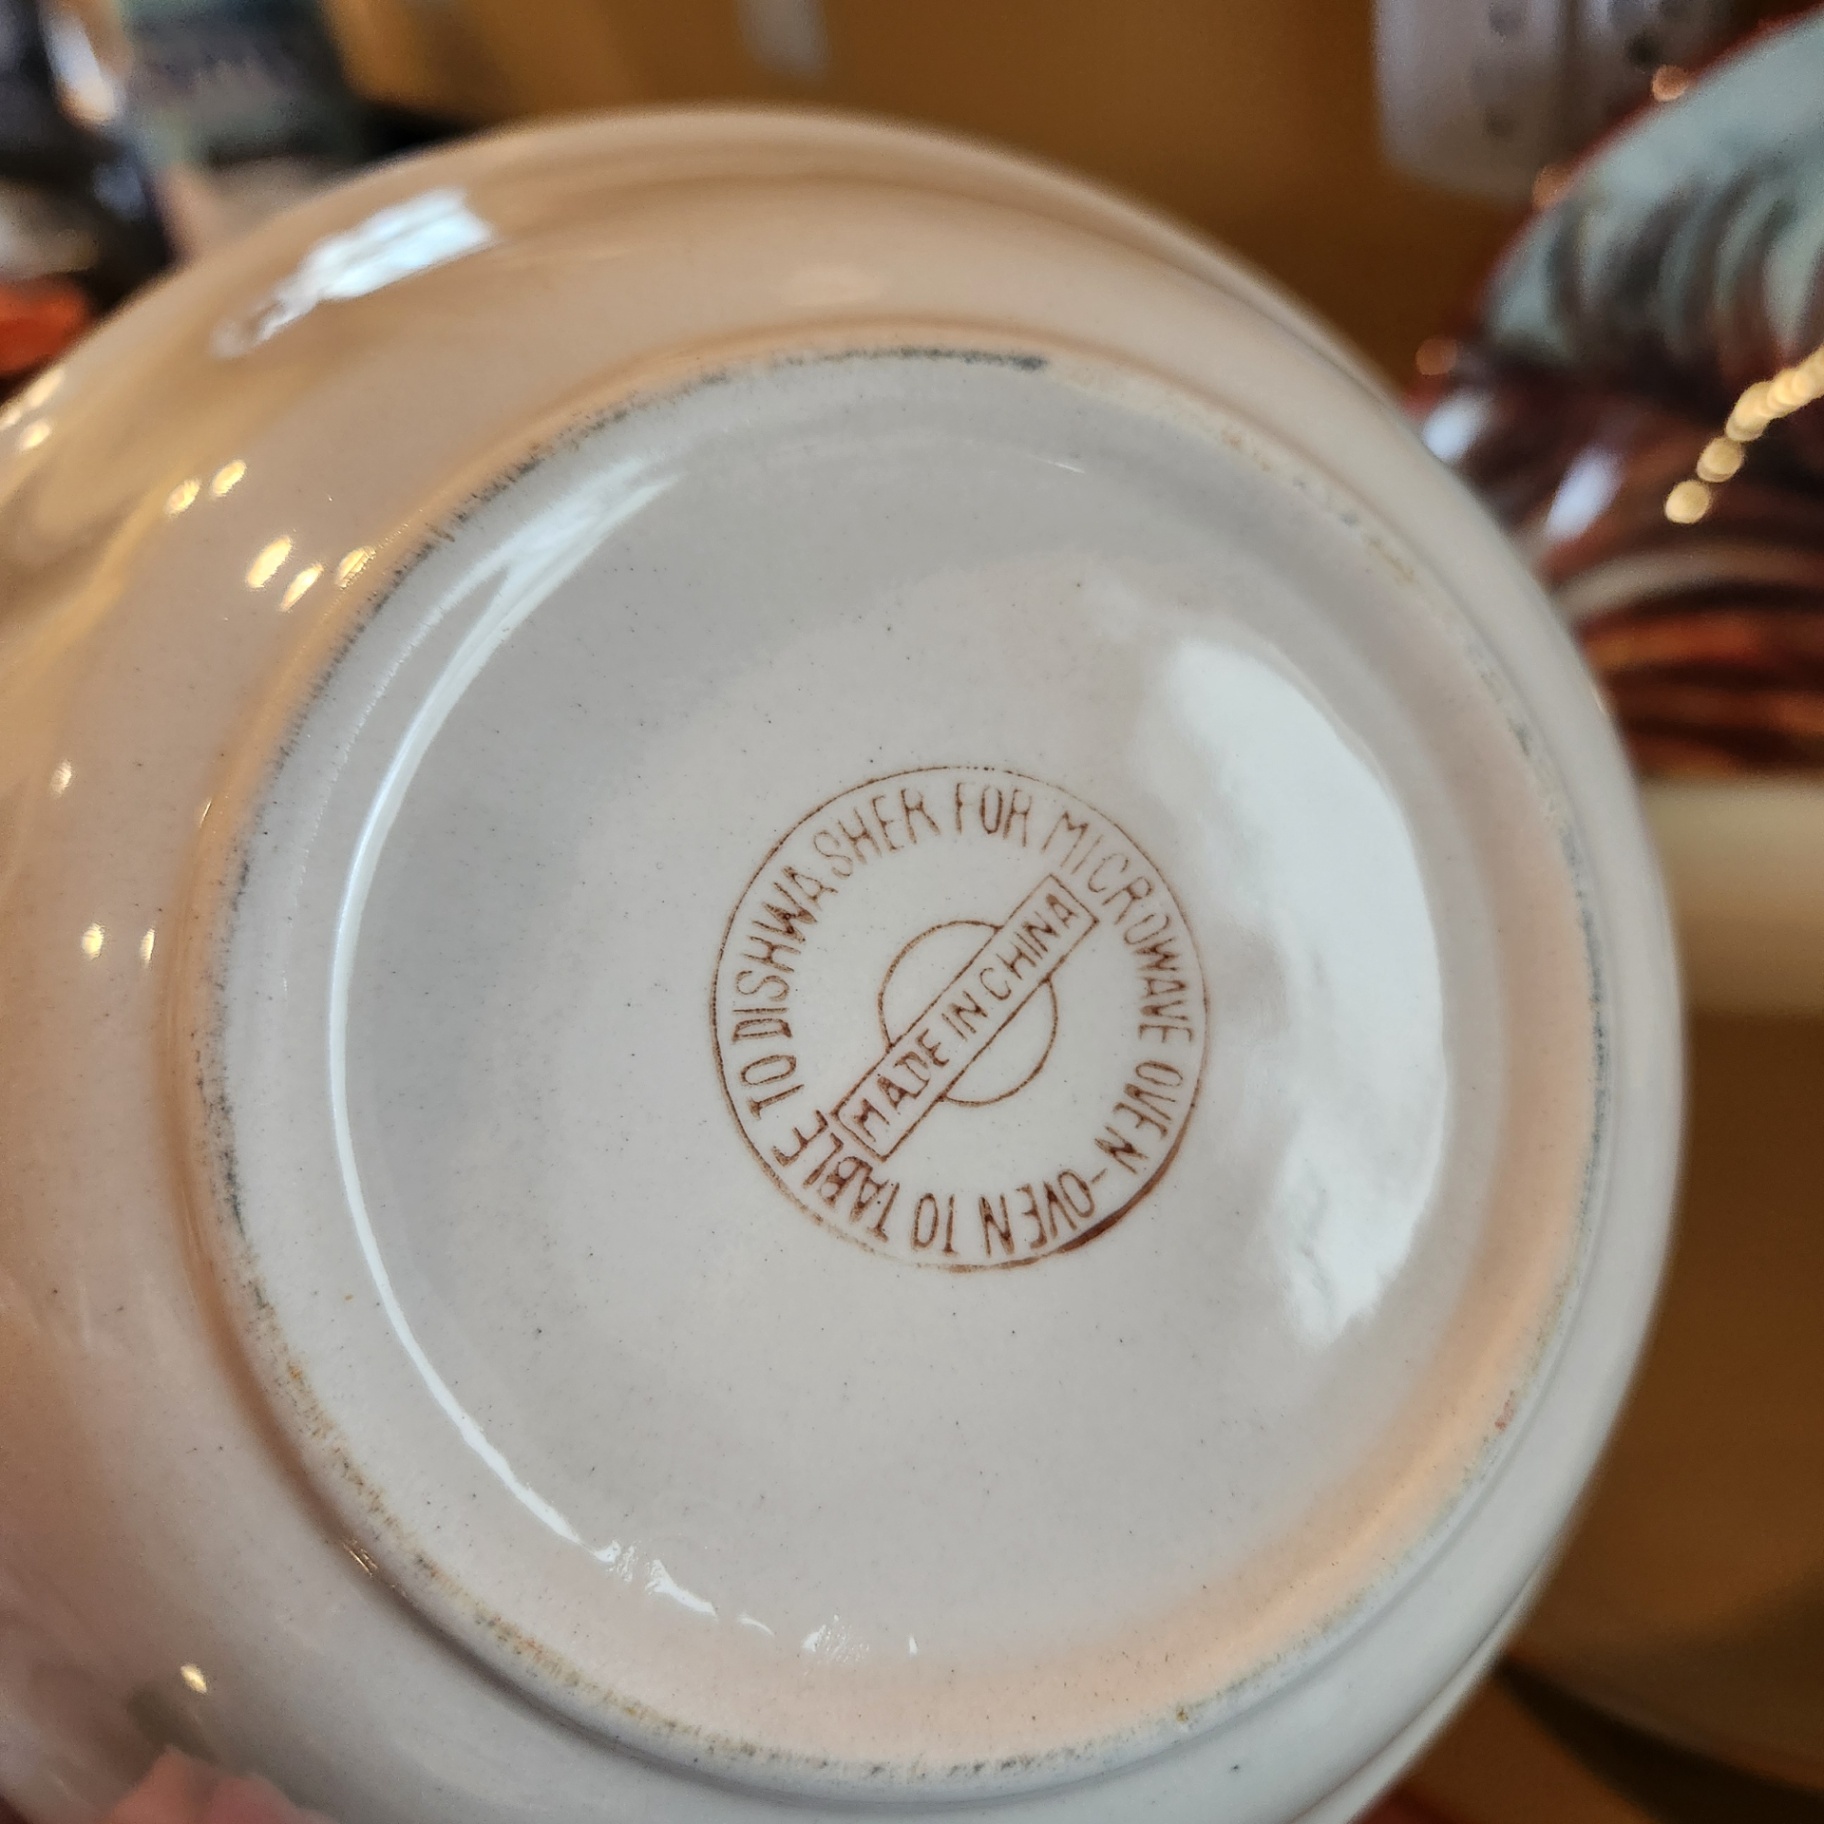 FOR MICROWAVE OVEN-OVEN TO TABLE TO DISHWASHER
MADE IN CHINA